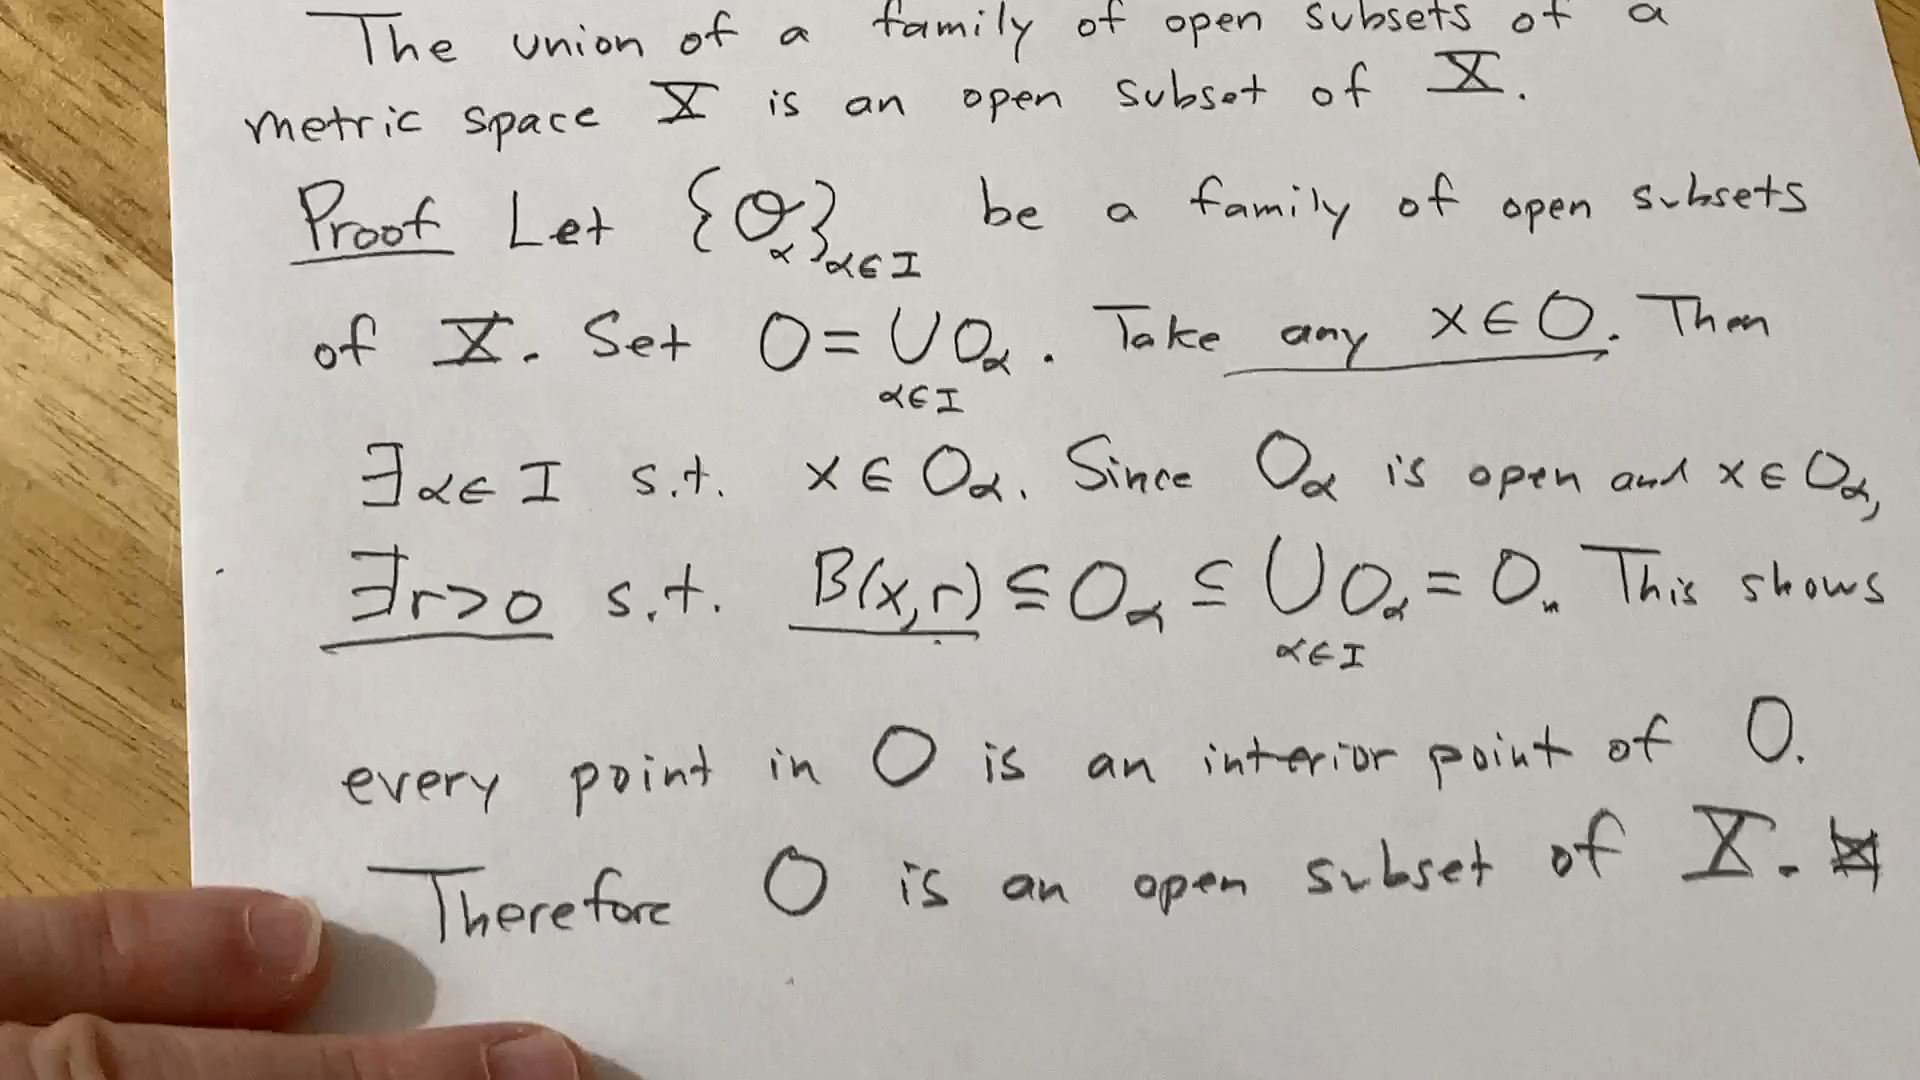 The union of a family of open subsets of a
metric space X is an open subset of X.
Proof Let {O_α}_α∈I be a family of open subsets
of X. Set O = ∪ O_α. Take any x ∈ O. Then
α∈I
∃ α ∈ I s.t. x ∈ O_α. Since O_α is open and x ∈ O_α,
∃ r > 0 s.t. B(x,r) ⊆ O_α ⊆ ∪ O_α = O. This shows
α∈I
every point in O is an interior point of O.
Therefore O is an open subset of X.